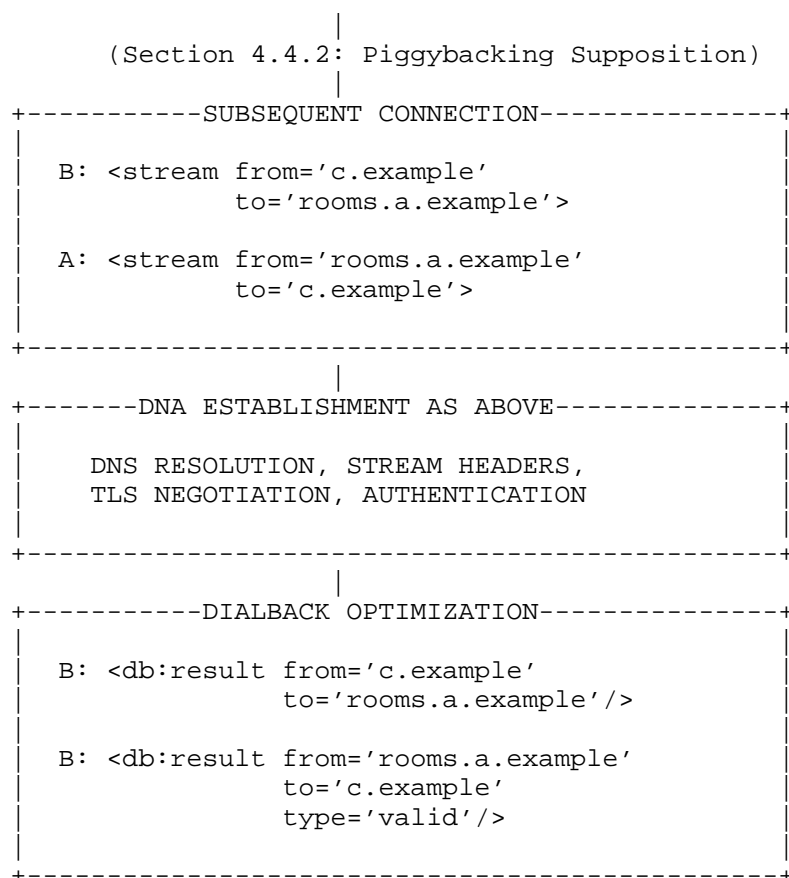 (Section 4.4.2: Piggybacking Supposition)
SUBSEQUENT CONNECTION
B: <stream from='c.example'
to='rooms.a.example'>
A: <stream from='rooms.a.example'
to='c.example'>
DNA ESTABLISHMENT AS ABOVE
DNS RESOLUTION, STREAM HEADERS,
TLS NEGOTIATION, AUTHENTICATION
DIALBACK OPTIMIZATION
B: <db:result from='c.example'
to='rooms.a.example'/>
B: <db:result from='rooms.a.example'
to='c.example'
type='valid'/>